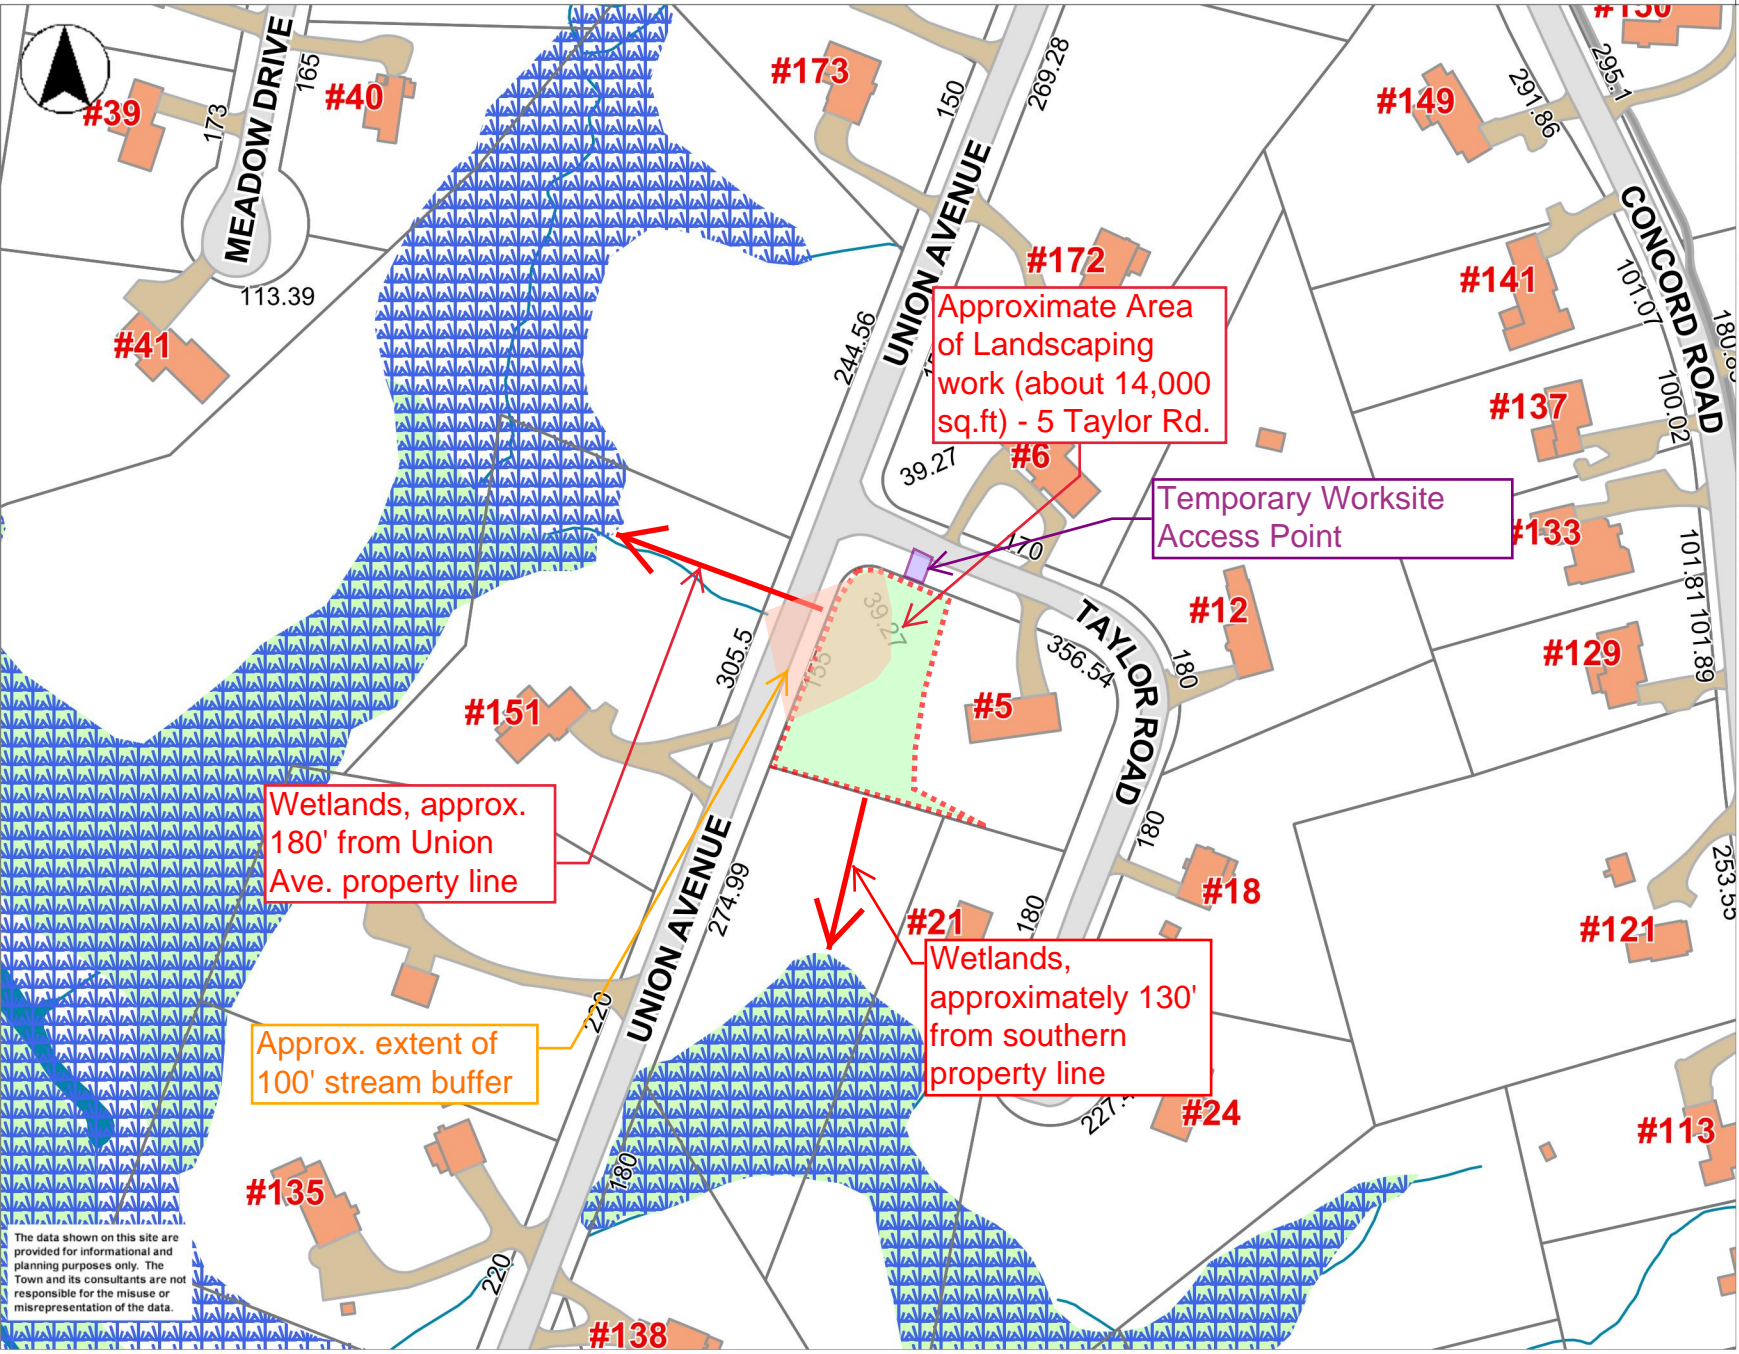 #150
#173
#39
#40
165
173
MEADOW DRIVE
150
269.28
#149
291.86
295.1
UNION AVENUE
#172
#141
CONCORD ROAD
101.07
180.85
113.39
#41
244.56
Approximate Area
of Landscaping
work (about 14,000
sq.ft) - 5 Taylor Rd.
#137
100.02
39.27
#6
Temporary Worksite
Access Point
170
#133
101.81
39.27
#12
TAYLOR ROAD
356.54
180
#129
101.89
305.5
155
#151
#5
Wetlands, approx.
180' from Union
Ave. property line
274.99
UNION AVENUE
180
#18
253.55
#21
180
#121
Wetlands,
approximately 130'
from southern
property line
220
Approx. extent of
100' stream buffer
227.4
#24
#113
180
#135
220
#138
The data shown on this site are
provided for informational and
planning purposes only. The
Town and its consultants are not
responsible for the misuse or
misrepresentation of the data.